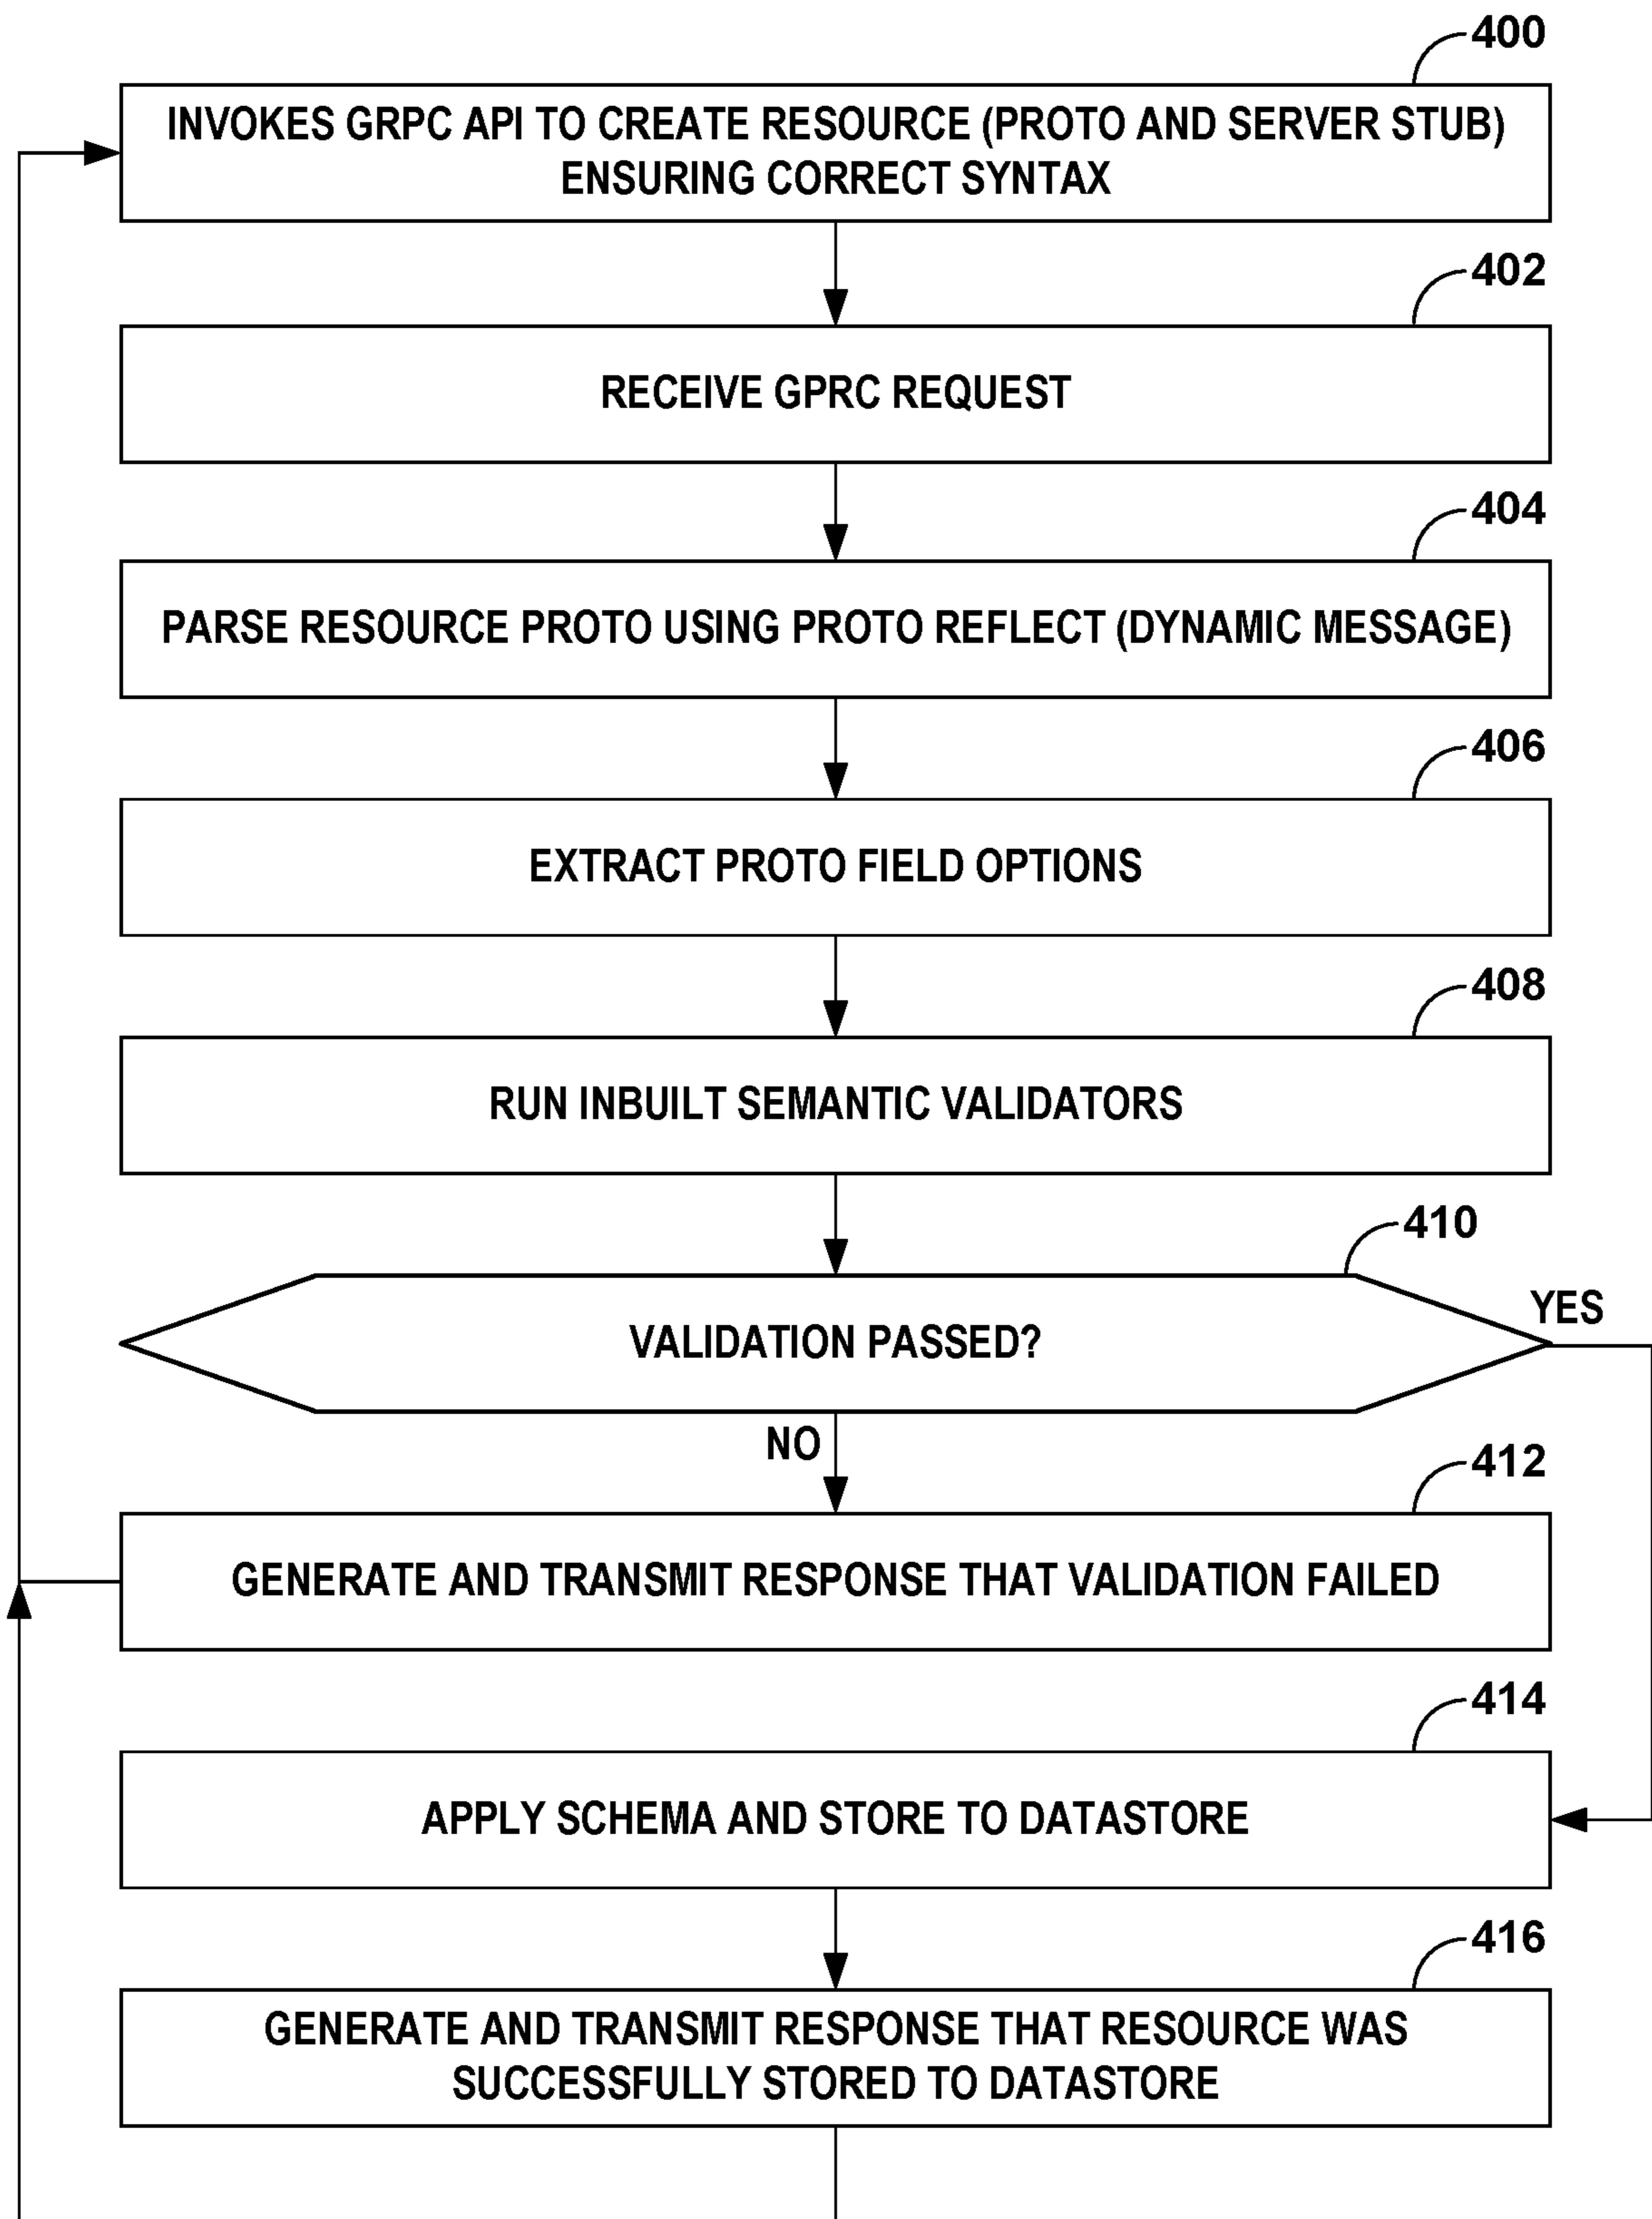 400
INVOKES GRPC API TO CREATE RESOURCE (PROTO AND SERVER STUB)
ENSURING CORRECT SYNTAX
402
RECEIVE GPRC REQUEST
404
PARSE RESOURCE PROTO USING PROTO REFLECT (DYNAMIC MESSAGE)
406
EXTRACT PROTO FIELD OPTIONS
408
RUN INBUILT SEMANTIC VALIDATORS
410
YES
VALIDATION PASSED?
NO
412
GENERATE AND TRANSMIT RESPONSE THAT VALIDATION FAILED
414
APPLY SCHEMA AND STORE TO DATASTORE
416
GENERATE AND TRANSMIT RESPONSE THAT RESOURCE WAS
SUCCESSFULLY STORED TO DATASTORE